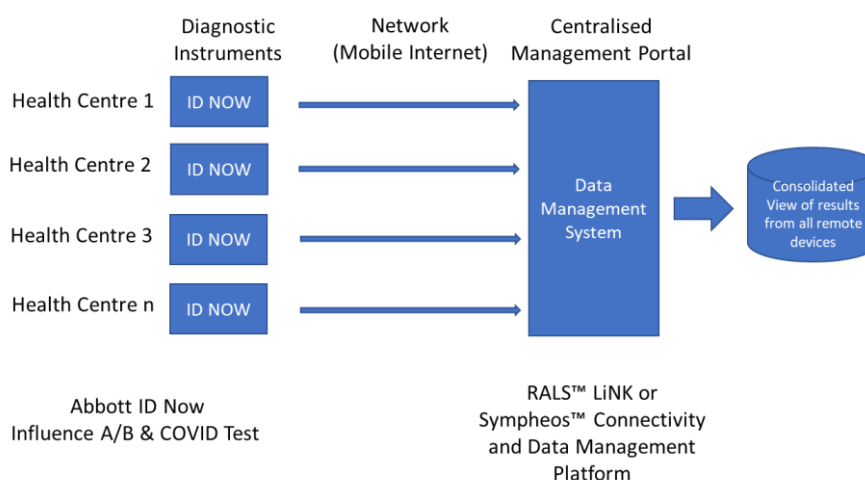 Diagnostic
Instruments
Network
(Mobile Internet)
Centralised
Management Portal
Health Centre 1
ID NOW
Health Centre 2
ID NOW
Health Centre 3
ID NOW
Health Centre n
ID NOW
Data
Management
System
Consolidated
View of results
from all remote
devices
Abbott ID Now
Influence A/B & COVID Test
RALS™ LiNK or
Sympheos™ Connectivity
and Data Management
Platform